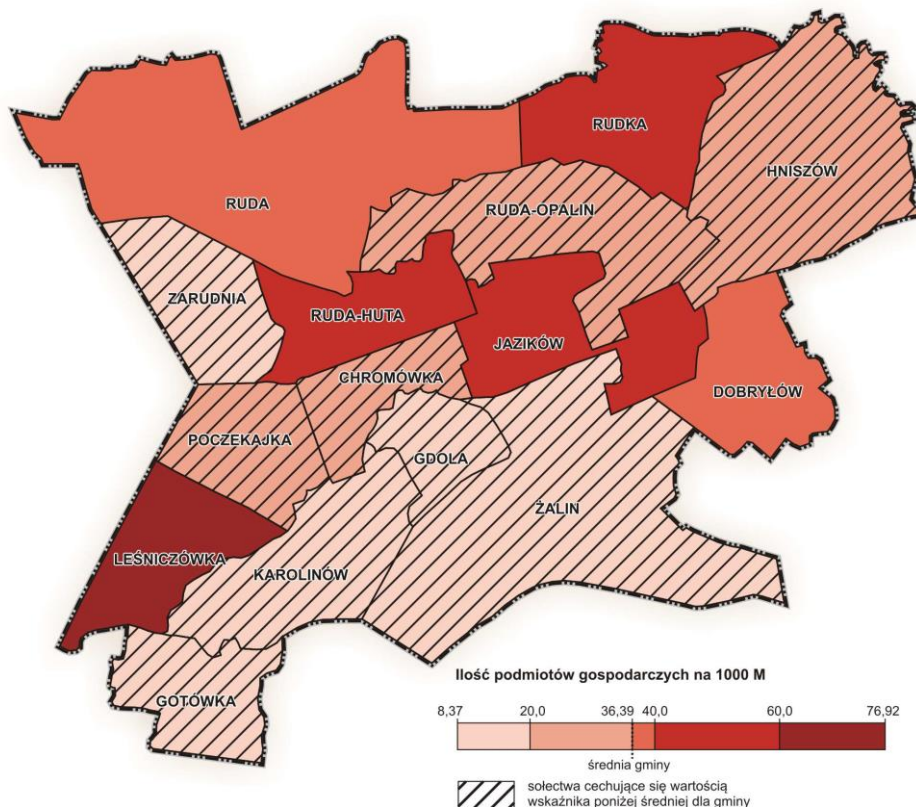 RUDKA
HNISZÓW
RUDA
RUDA-OPALIN
ZARUDNIA
RUDA-HUTA
JAZIKÓW
CHROMÓWKA
DOBRYŁÓW
POCZEKAJKA
GDOLA
ŻALIN
LEŚNICZÓWKA
KAROLINÓW
GOTÓWKA
Ilość podmiotów gospodarczych na 1000 M
8,37 20,0 36,39 40,0 60,0 76,92
średnia gminy
sołectwa cechujące się wartością
wskaźnika poniżej średniej dla gminy